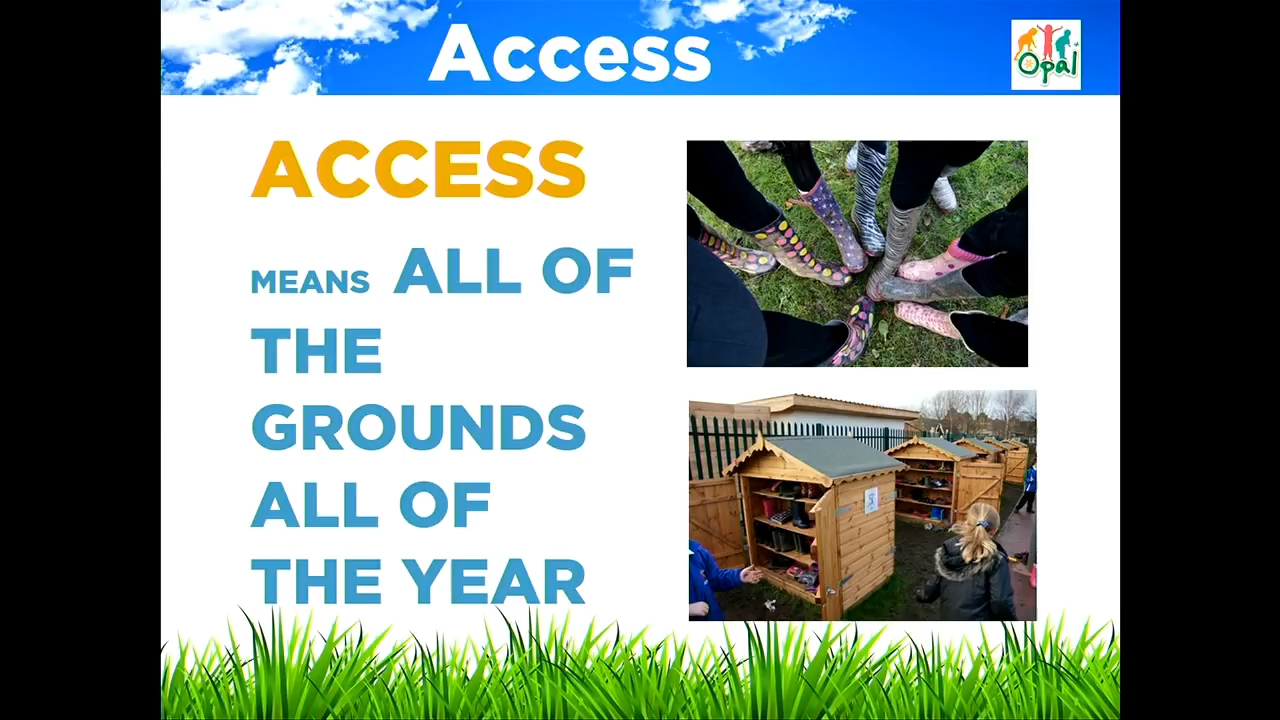 Access
Opal
ACCESS
MEANS ALL OF
THE
GROUNDS
ALL OF
THE YEAR